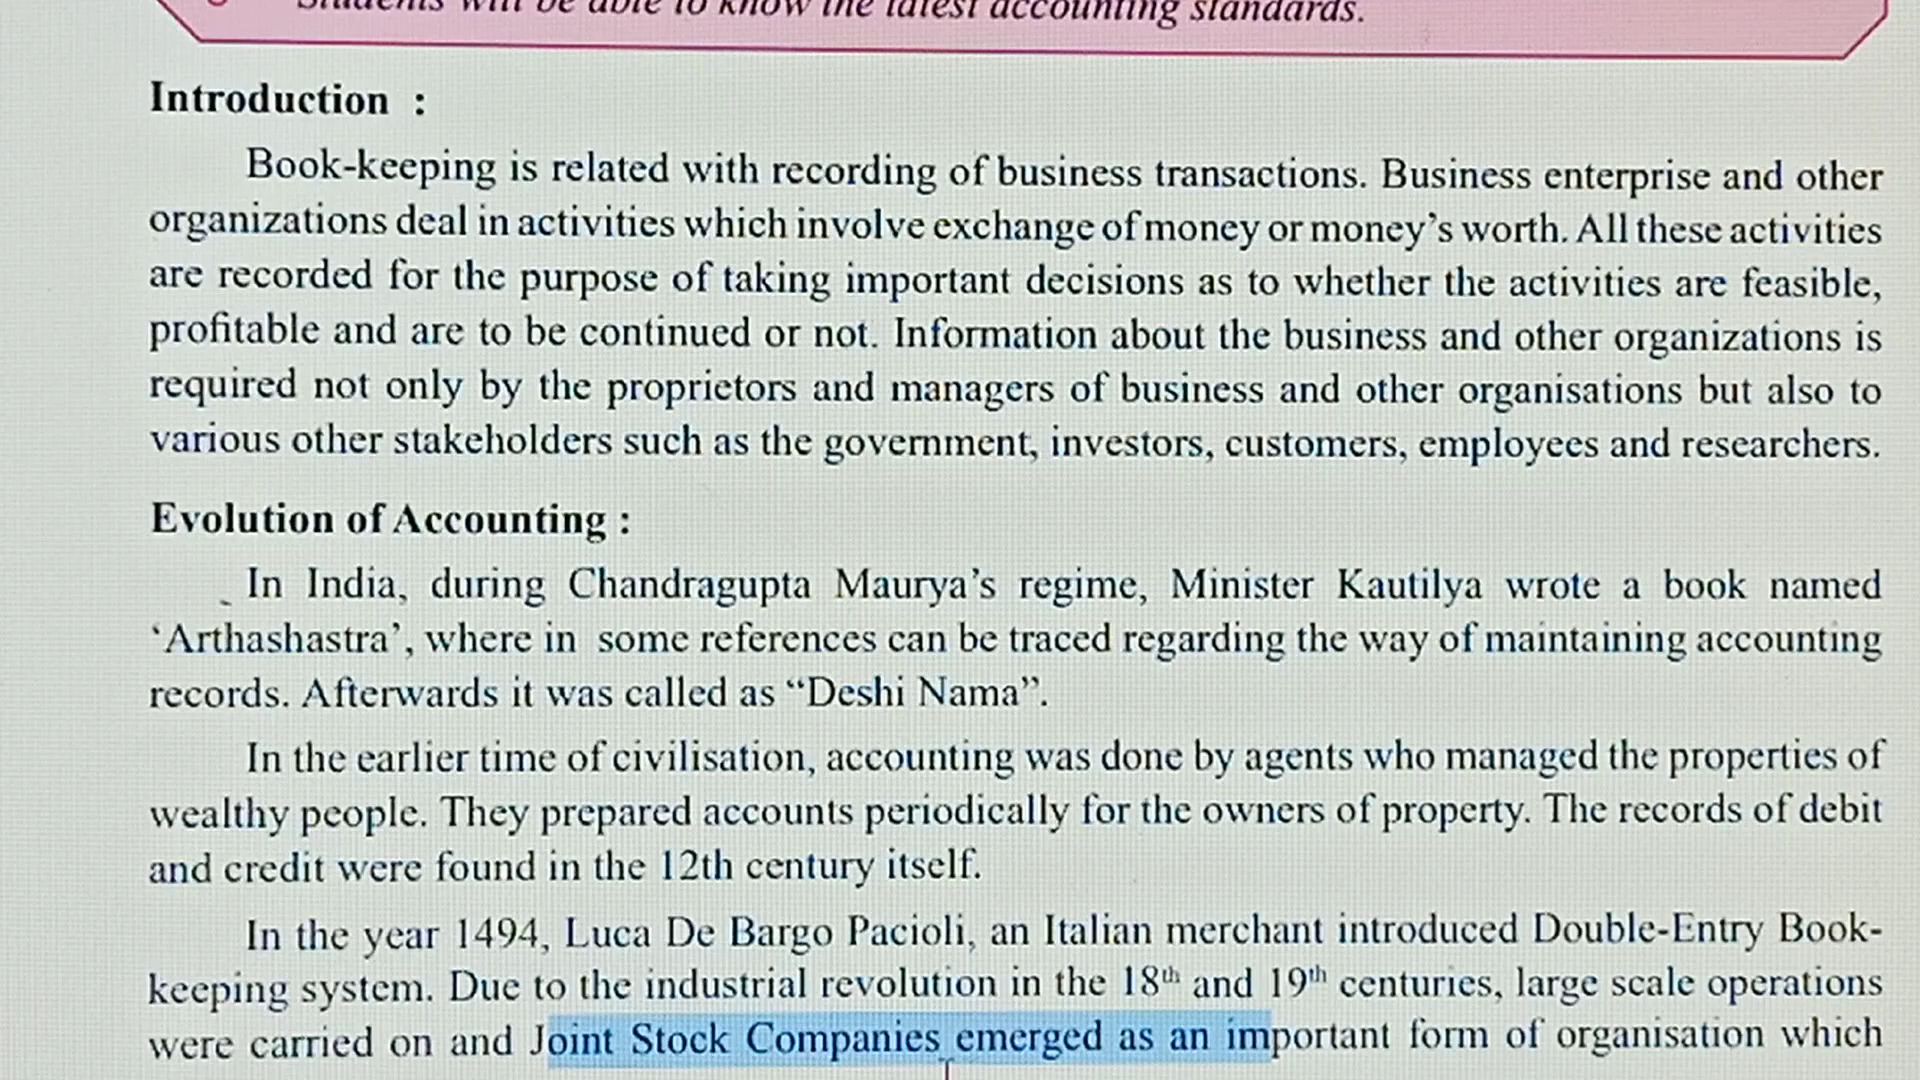 Students will be able to know the latest accounting standards.
Introduction :
Book-keeping is related with recording of business transactions. Business enterprise and other
organizations deal in activities which involve exchange of money or money's worth. All these activities
are recorded for the purpose of taking important decisions as to whether the activities are feasible,
profitable and are to be continued or not. Information about the business and other organizations is
required not only by the proprietors and managers of business and other organisations but also to
various other stakeholders such as the government, investors, customers, employees and researchers.
Evolution of Accounting :
In India, during Chandragupta Maurya's regime, Minister Kautilya wrote a book named
‘Arthashastra’, where in some references can be traced regarding the way of maintaining accounting
records. Afterwards it was called as “Deshi Nama”.
In the earlier time of civilisation, accounting was done by agents who managed the properties of
wealthy people. They prepared accounts periodically for the owners of property. The records of debit
and credit were found in the 12th century itself.
In the year 1494, Luca De Bargo Pacioli, an Italian merchant introduced Double-Entry Book-
keeping system. Due to the industrial revolution in the 18th and 19th centuries, large scale operations
were carried on and Joint Stock Companies emerged as an important form of organisation which